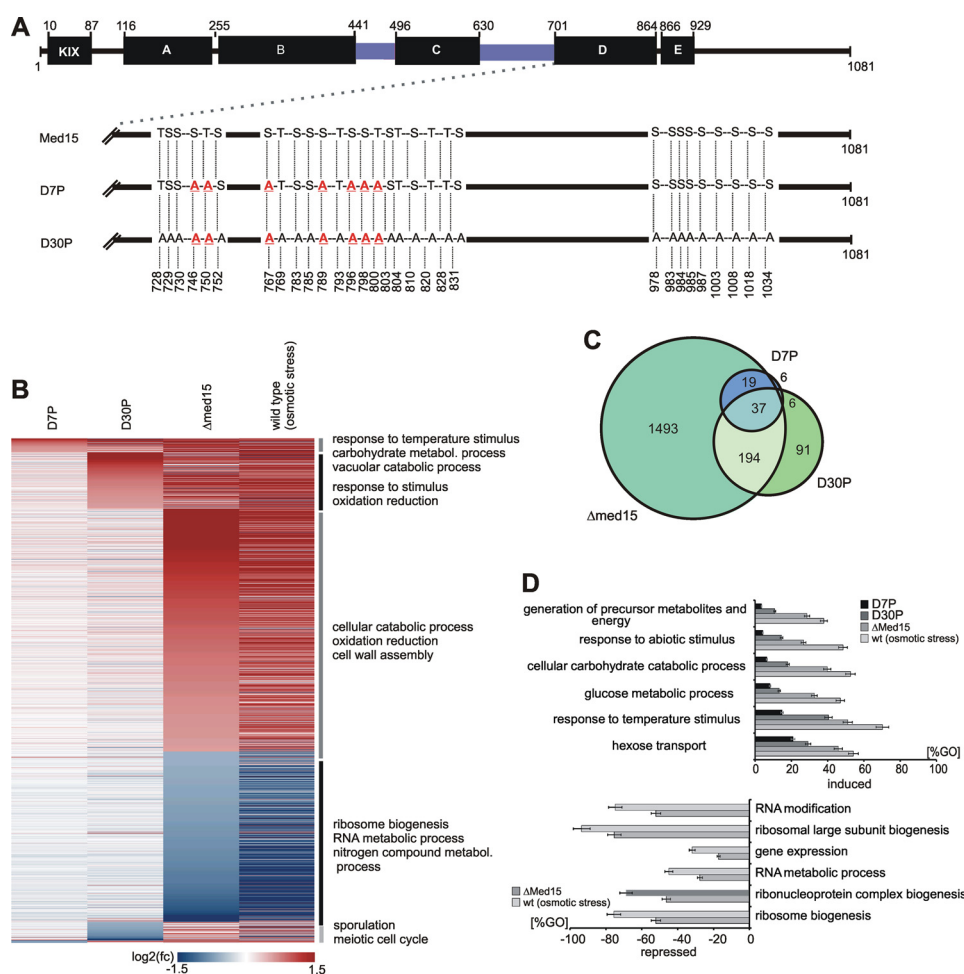 A
10 87 116 255 441 496 630 701 864 866 929
KIX A B C D E
1 1081
Med15 TSS--S-T-S S-T-S-S-S-T-S-S-T-ST--S-T--T-S S--SSS-S--S--S--S--S 1081
D7P TSS--A-A-S A-T-S-S-A-T-A-A-A-ST--S-T--T-S S--SSS-S--S--S--S--S 1081
D30P AAA--A-A-A A-A-A-A-A-A-A-A-A-AA--A-A--A-A A--AAA-A--A--A--A--A 1081
728 729 730 746 750 752 767 769 783 785 789 793 796 798 800 803 804 810 820 828 831 978 983 984 985 987 1003 1008 1018 1034
B
D7P
D30P
Δmed15
wild type
(osmotic stress)
response to temperature stimulus
carbohydrate metabol. process
vacuolar catabolic process
response to stimulus
oxidation reduction
cellular catabolic process
oxidation reduction
cell wall assembly
ribosome biogenesis
RNA metabolic process
nitrogen compound metabol.
process
sporulation
meiotic cell cycle
log2(fc)
-1.5 1.5
C
D7P
19 6
37 6
1493
194 91
D30P
Δmed15
D
D7P
D30P
ΔMed15
wt (osmotic stress)
generation of precursor metabolites and
energy
response to abiotic stimulus
cellular carbohydrate catabolic process
glucose metabolic process
response to temperature stimulus
hexose transport
[%GO]
0 20 40 60 80 100
induced
RNA modification
ribosomal large subunit biogenesis
gene expression
RNA metabolic process
ribonucleoprotein complex biogenesis
ribosome biogenesis
ΔMed15
wt (osmotic stress)
[%GO]
-100 -80 -60 -40 -20 0
repressed